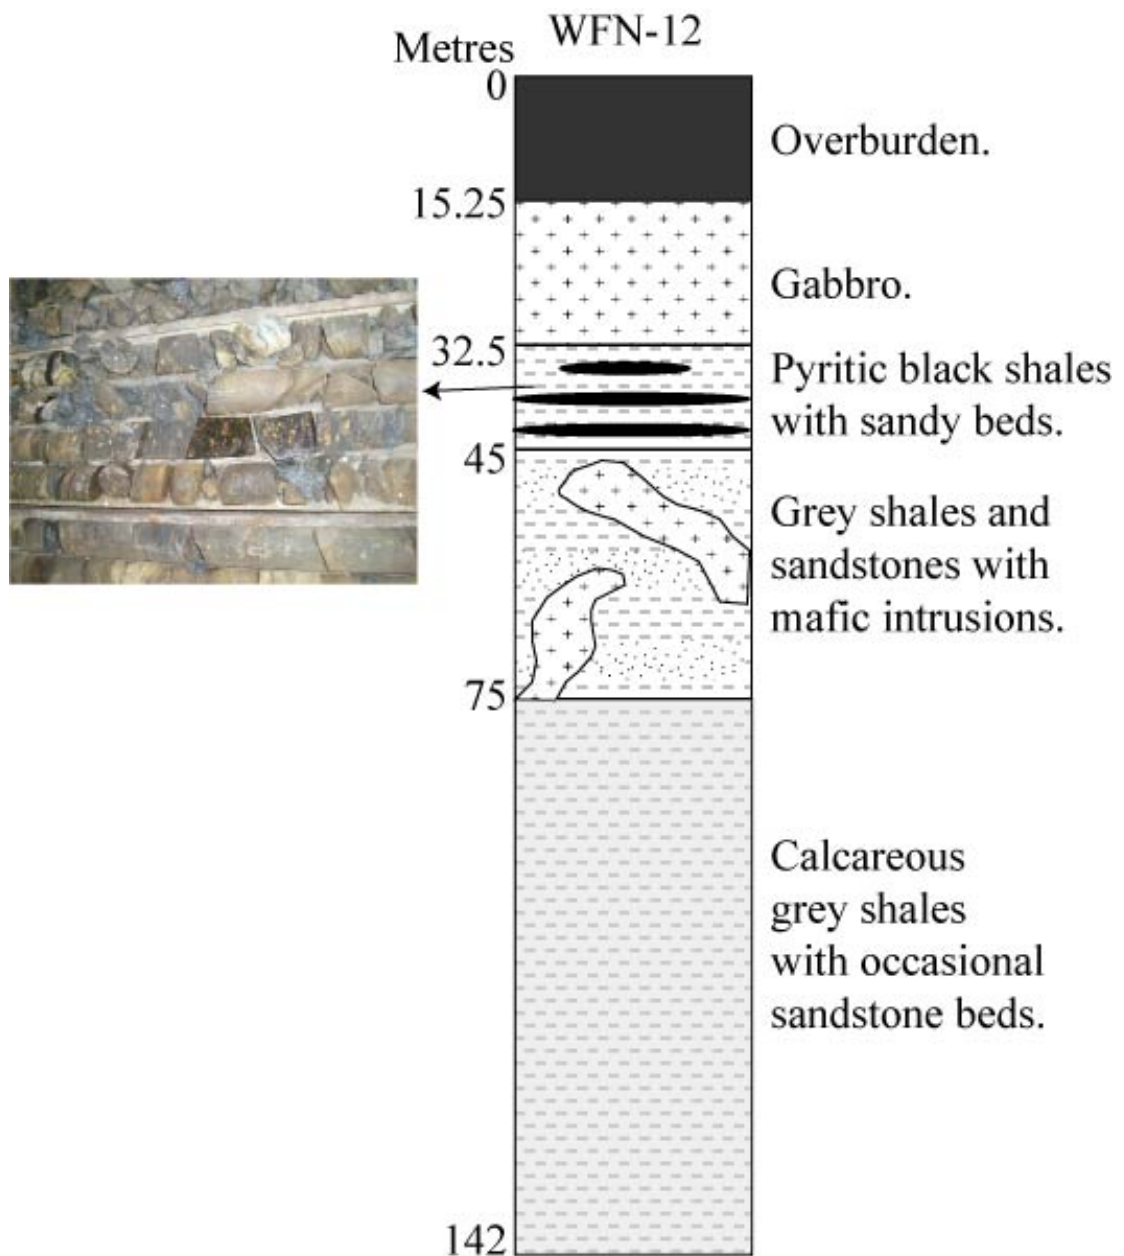 WFN-12
Metres
0
Overburden.
15.25
Gabbro.
32.5
Pyritic black shales
with sandy beds.
45
Grey shales and
sandstones with
mafic intrusions.
75
Calcareous
grey shales
with occasional
sandstone beds.
142